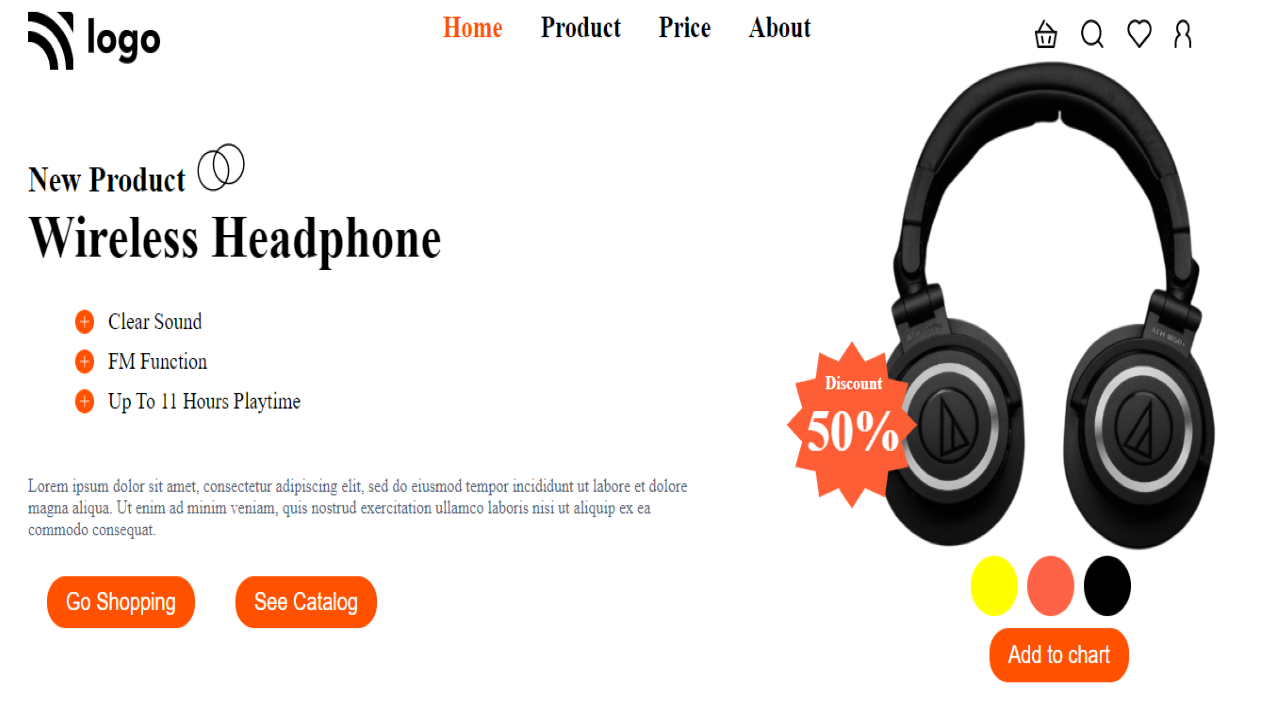 logo
Home Product Price About
New Product
Wireless Headphone
Clear Sound
FM Function
Up To 11 Hours Playtime
Discount
50%
Lorem ipsum dolor sit amet, consectetur adipiscing elit, sed do eiusmod tempor incididunt ut labore et dolore
magna aliqua. Ut enim ad minim veniam, quis nostrud exercitation ullamco laboris nisi ut aliquip ex ea
commodo consequat.
Go Shopping
See Catalog
Add to chart